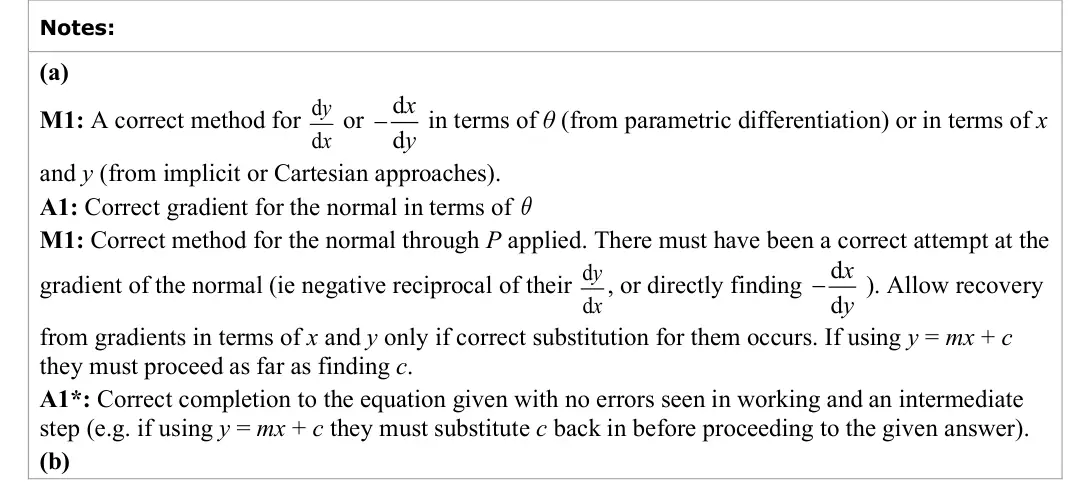 Notes:
(a)
M1: A correct method for dy/dx or −dx/dy in terms of θ (from parametric differentiation) or in terms of x
and y (from implicit or Cartesian approaches).
A1: Correct gradient for the normal in terms of θ
M1: Correct method for the normal through P applied. There must have been a correct attempt at the
gradient of the normal (ie negative reciprocal of their dy/dx, or directly finding −dx/dy ). Allow recovery
from gradients in terms of x and y only if correct substitution for them occurs. If using y = mx + c
they must proceed as far as finding c.
A1*: Correct completion to the equation given with no errors seen in working and an intermediate
step (e.g. if using y = mx + c they must substitute c back in before proceeding to the given answer).
(b)